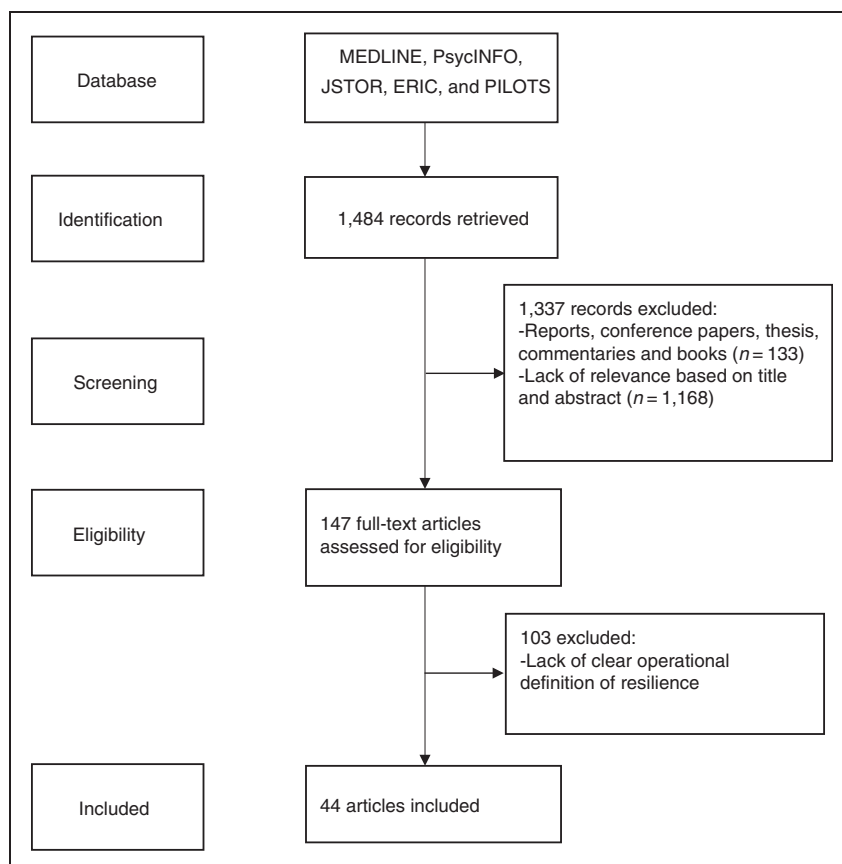 Database
MEDLINE, PsycINFO,
JSTOR, ERIC, and PILOTS
Identification
1,484 records retrieved
Screening
1,337 records excluded:
-Reports, conference papers, thesis,
commentaries and books (n = 133)
-Lack of relevance based on title
and abstract (n = 1,168)
Eligibility
147 full-text articles
assessed for eligibility
103 excluded:
-Lack of clear operational
definition of resilience
Included
44 articles included